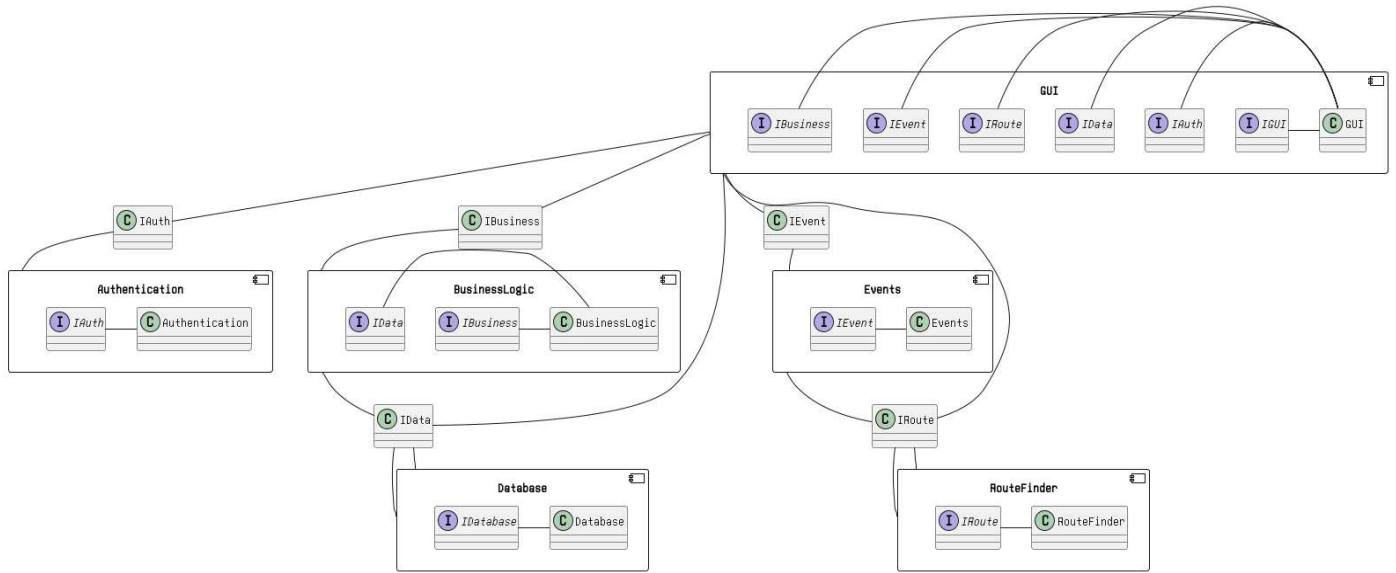 GUI
I IBusiness
I IEvent
I IRoute
I IData
I IAuth
I IGUI
C GUI
C IAuth
C IBusiness
C IEvent
Authentication
I IAuth
C Authentication
BusinessLogic
I IData
I IBusiness
C BusinessLogic
Events
I IEvent
C Events
C IData
C IRoute
Database
I IDatabase
C Database
RouteFinder
I IRoute
C RouteFinder